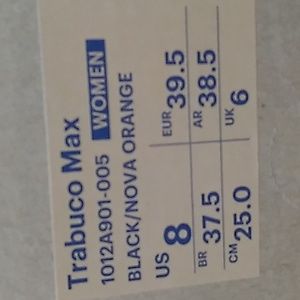 Trabuco Max
1012A901-005 WOMEN
BLACK/NOVA ORANGE
US 8 EUR 39.5 AR 38.5 UK 6
BR 37.5 CM 25.0